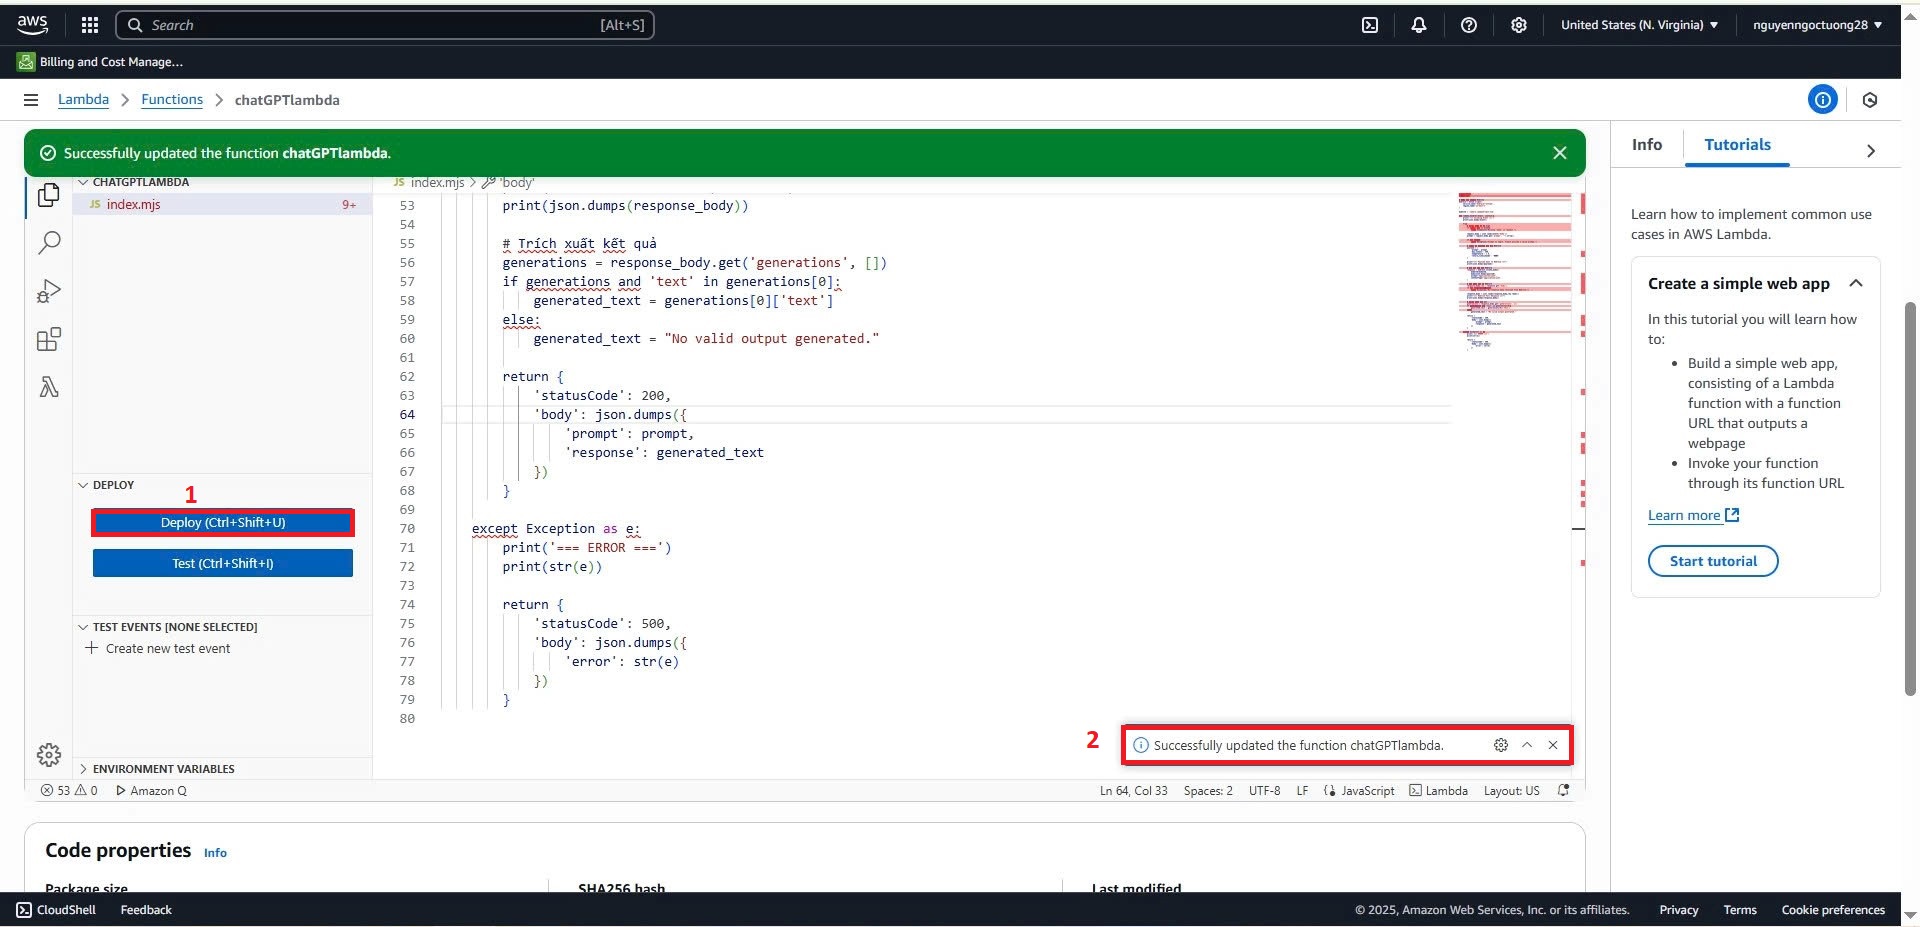 aws
Search [Alt+S]
United States (N. Virginia)
nguyenngoctuong28
Billing and Cost Manage...
Lambda
Functions
chatGPTlambda
Successfully updated the function chatGPTlambda.
CHATGPTLAMBDA
JS index.mjs 9+
1
DEPLOY
Deploy (Ctrl+Shift+U)
Test (Ctrl+Shift+I)
TEST EVENTS [NONE SELECTED]
Create new test event
ENVIRONMENT VARIABLES
JS index.mjs > 'body'
53 print(json.dumps(response_body))
54
55 # Trích xuất kết quả
56 generations = response_body.get('generations', [])
57 if generations and 'text' in generations[0]:
58 generated_text = generations[0]['text']
59 else:
60 generated_text = "No valid output generated."
61
62 return {
63 'statusCode': 200,
64 'body': json.dumps({
65 'prompt': prompt,
66 'response': generated_text
67 })
68 }
69
70 except Exception as e:
71 print('=== ERROR ===')
72 print(str(e))
73
74 return {
75 'statusCode': 500,
76 'body': json.dumps({
77 'error': str(e)
78 })
79 }
80
2
Successfully updated the function chatGPTlambda.
53 0 Amazon Q
Ln 64, Col 33 Spaces: 2 UTF-8 LF JavaScript Lambda Layout: US
Info
Tutorials
Learn how to implement common use
cases in AWS Lambda.
Create a simple web app
In this tutorial you will learn how
to:
• Build a simple web app,
consisting of a Lambda
function with a function
URL that outputs a
webpage
• Invoke your function
through its function URL
Learn more
Start tutorial
Code properties Info
Package size
SHA256 hash
Last modified
CloudShell
Feedback
© 2025, Amazon Web Services, Inc. or its affiliates.
Privacy
Terms
Cookie preferences